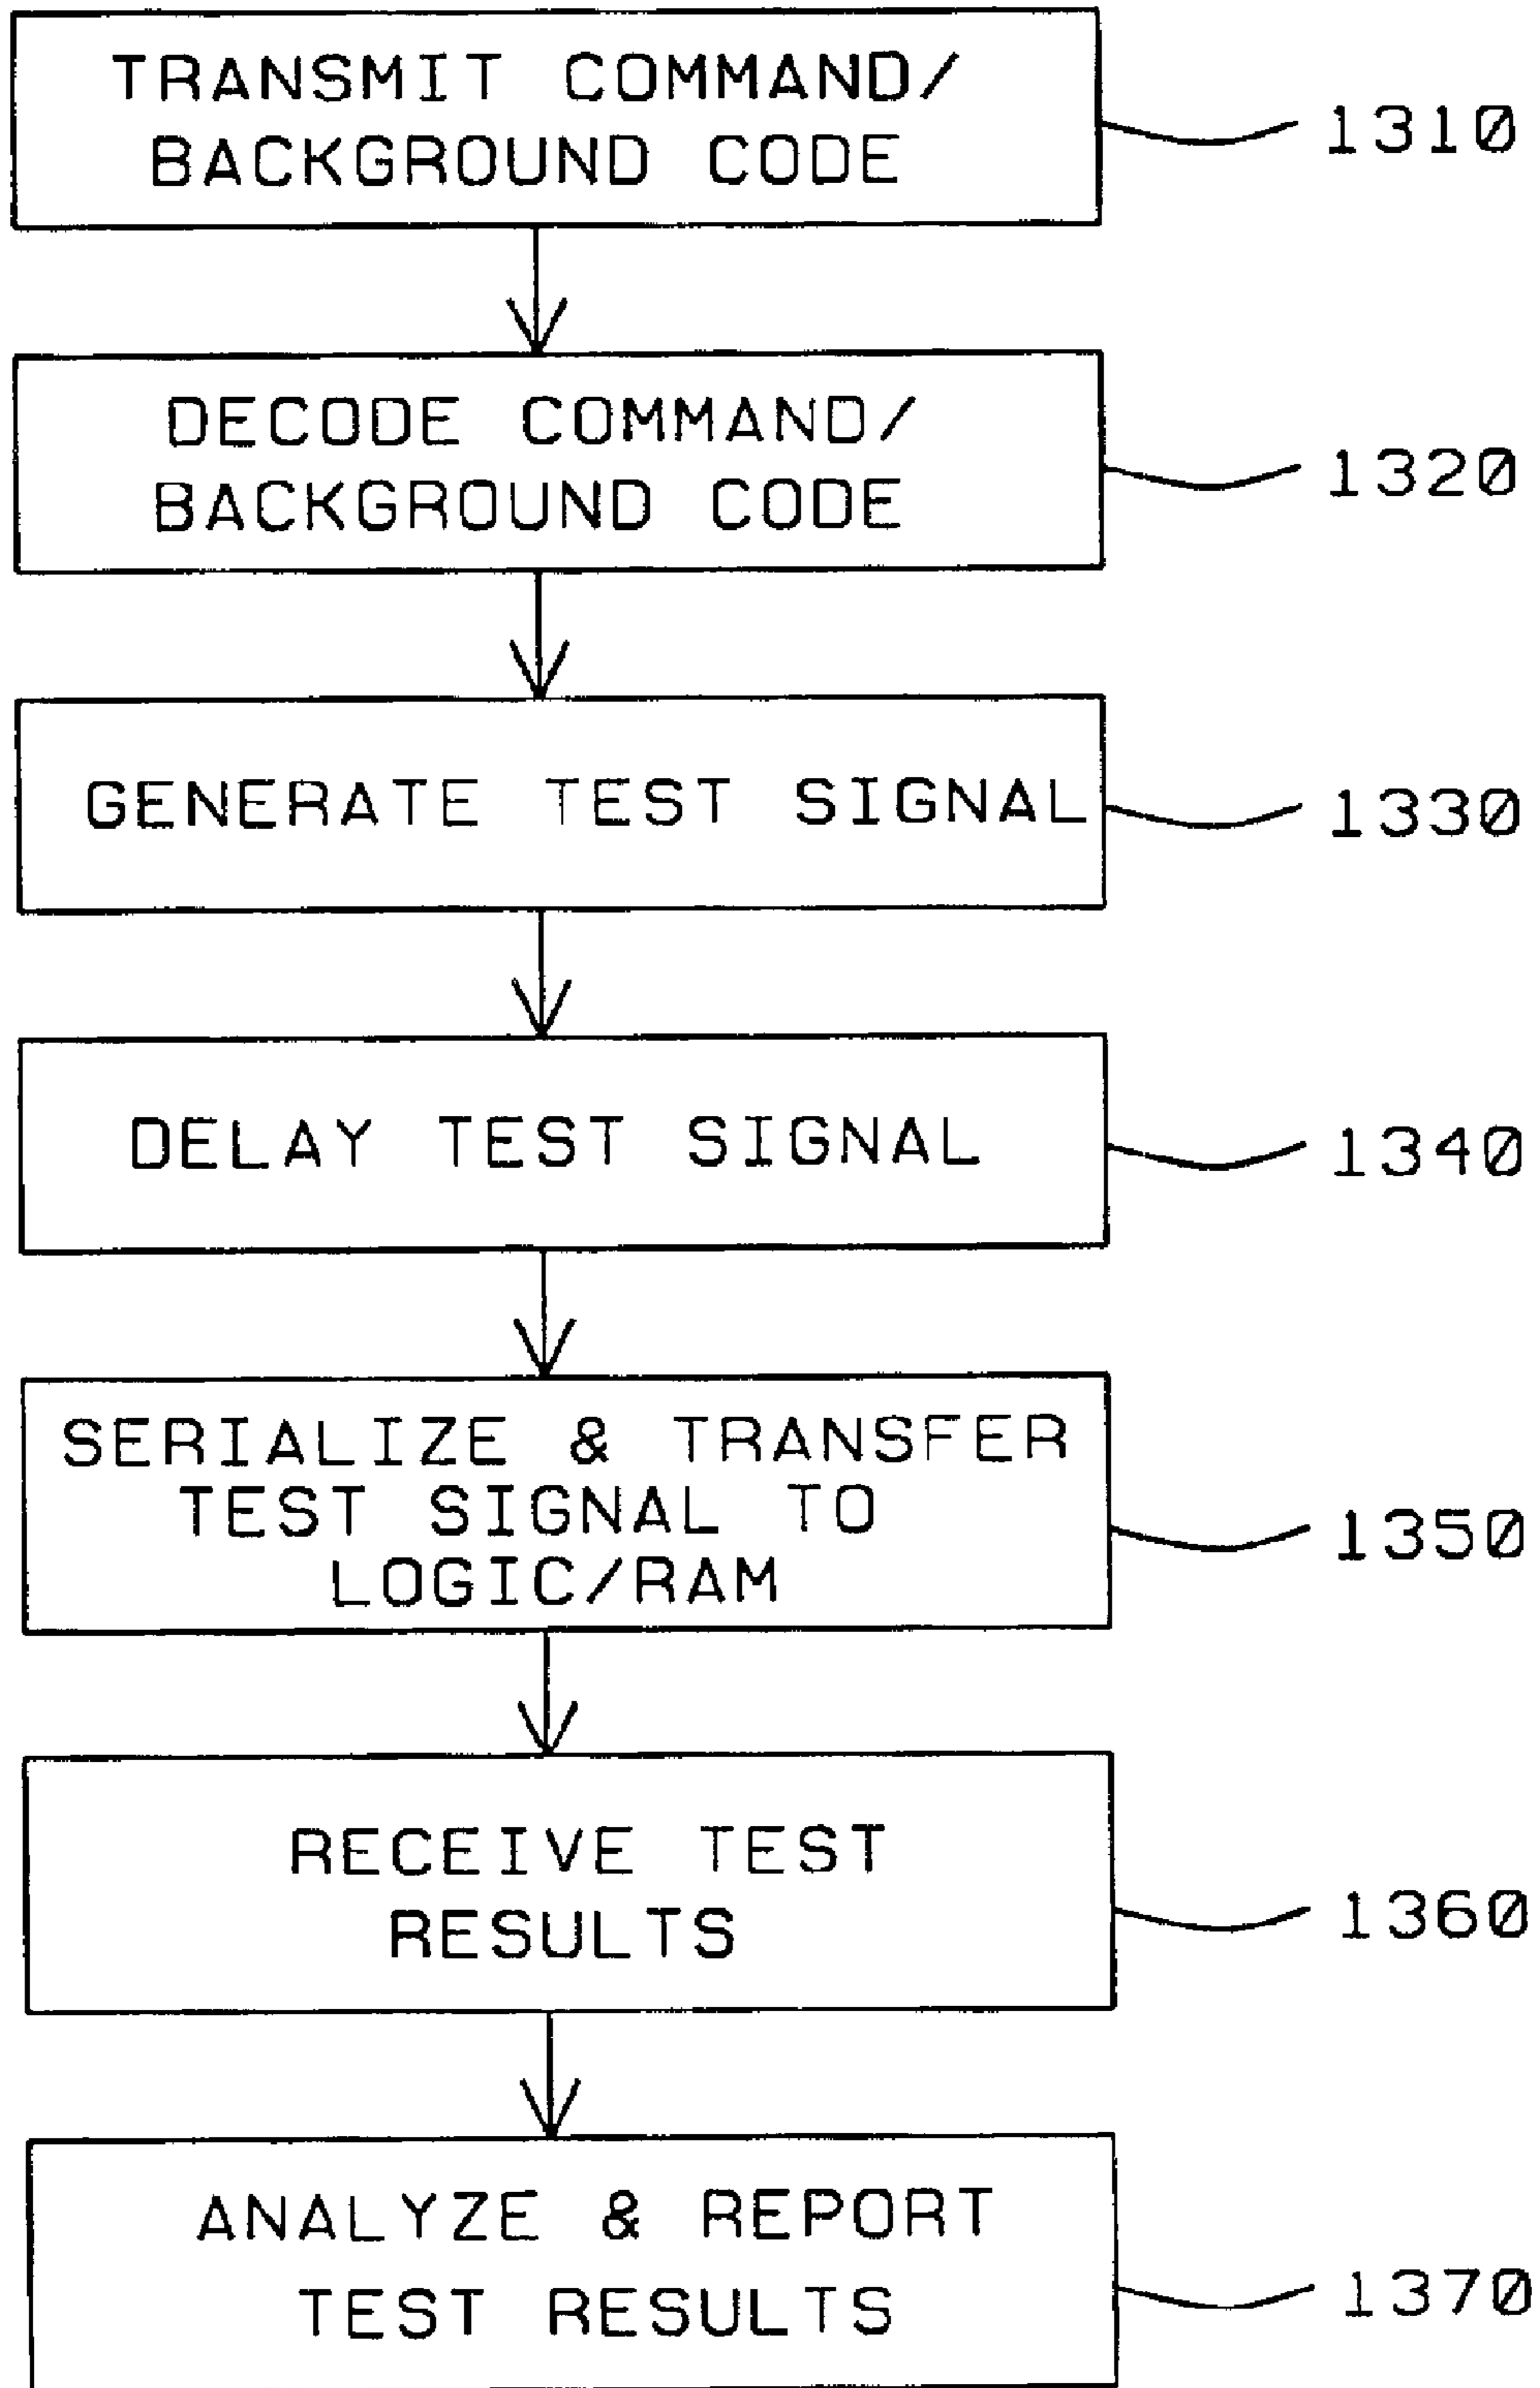 TRANSMIT COMMAND/
BACKGROUND CODE
1310
DECODE COMMAND/
BACKGROUND CODE
1320
GENERATE TEST SIGNAL
1330
DELAY TEST SIGNAL
1340
SERIALIZE & TRANSFER
TEST SIGNAL TO
LOGIC/RAM
1350
RECEIVE TEST
RESULTS
1360
ANALYZE & REPORT
TEST RESULTS
1370